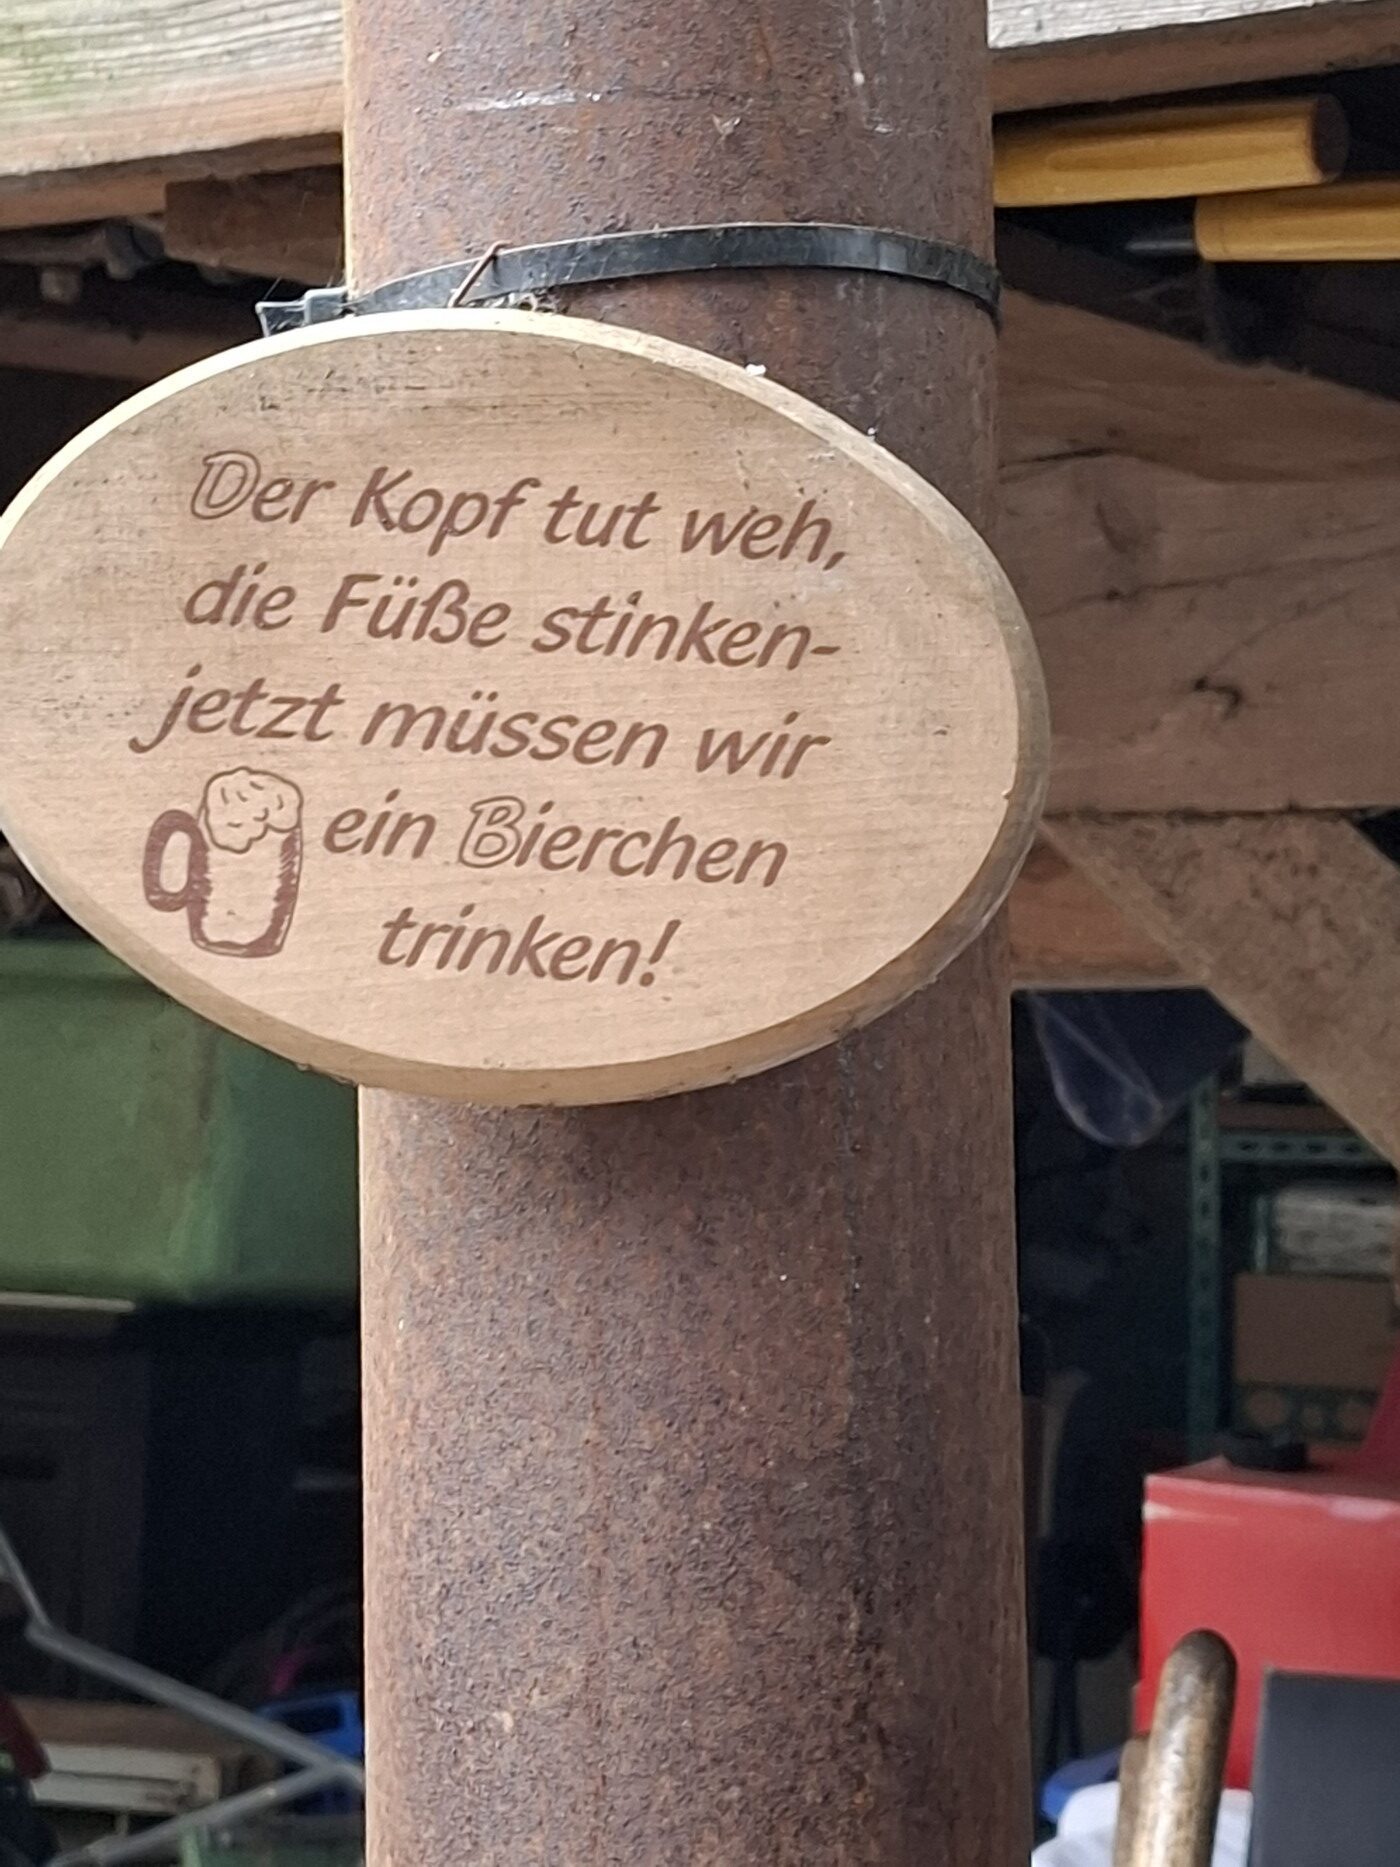 Der Kopf tut weh,
die Füße stinken-
jetzt müssen wir
ein Bierchen
trinken!